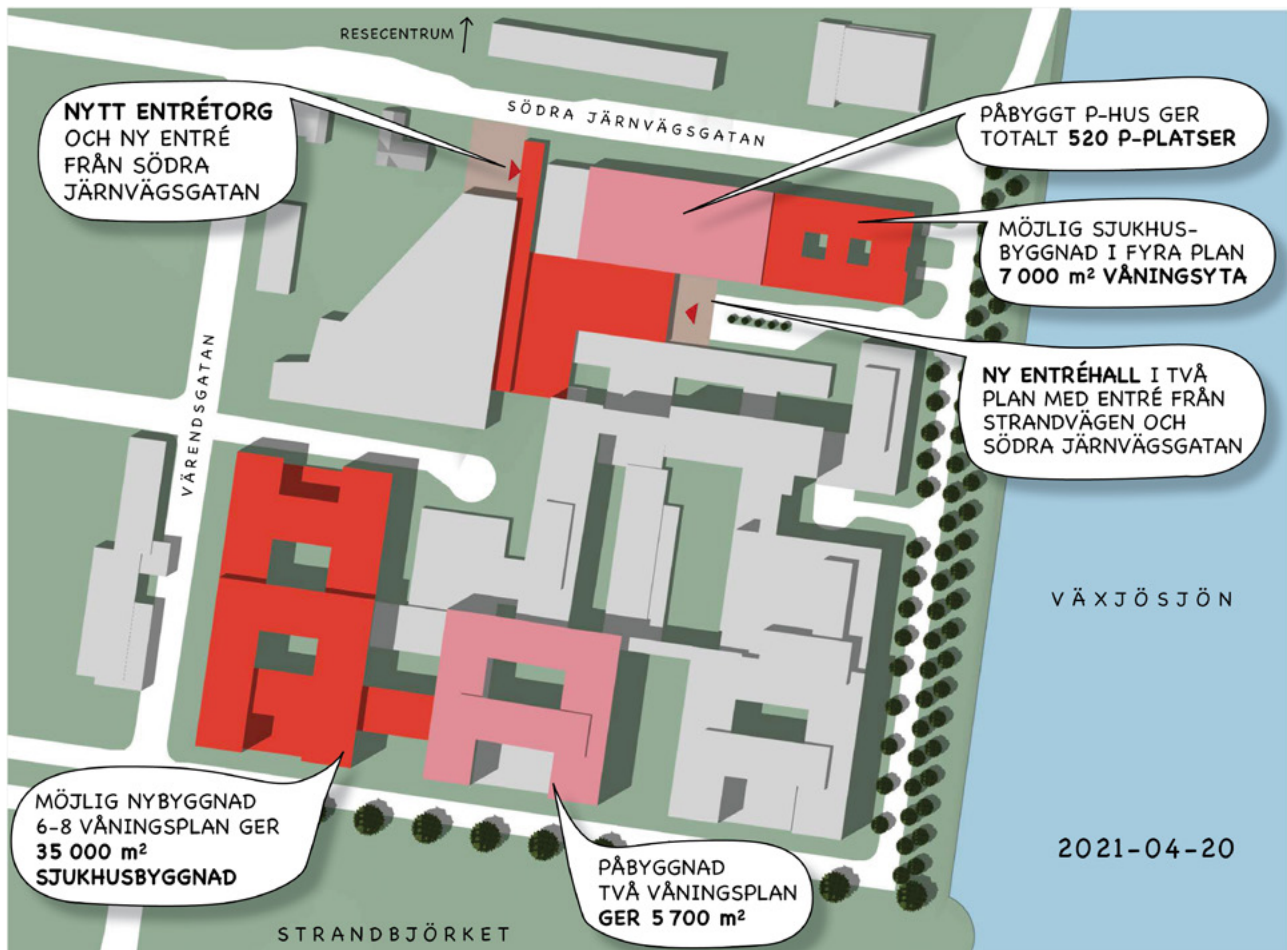 RESECENTRUM
SÖDRA JÄRNVÄGSGATAN
NYTT ENTRÉTORG
OCH NY ENTRÉ
FRÅN SÖDRA
JÄRNVÄGSGATAN
PÅBYGGT P-HUS GER
TOTALT 520 P-PLATSER
MÖJLIG SJUKHUS-
BYGGNAD I FYRA PLAN
7 000 m² VÅNINGSYTA
NY ENTRÉHALL I TVÅ
PLAN MED ENTRÉ FRÅN
STRANDVÄGEN OCH
SÖDRA JÄRNVÄGSGATAN
VÄRENDSGATAN
VÄXJÖSJÖN
MÖJLIG NYBYGGNAD
6-8 VÅNINGSPLAN GER
35 000 m²
SJUKHUSBYGGNAD
PÅBYGGNAD
TVÅ VÅNINGSPLAN
GER 5 700 m²
2021-04-20
STRANDBJÖRKET